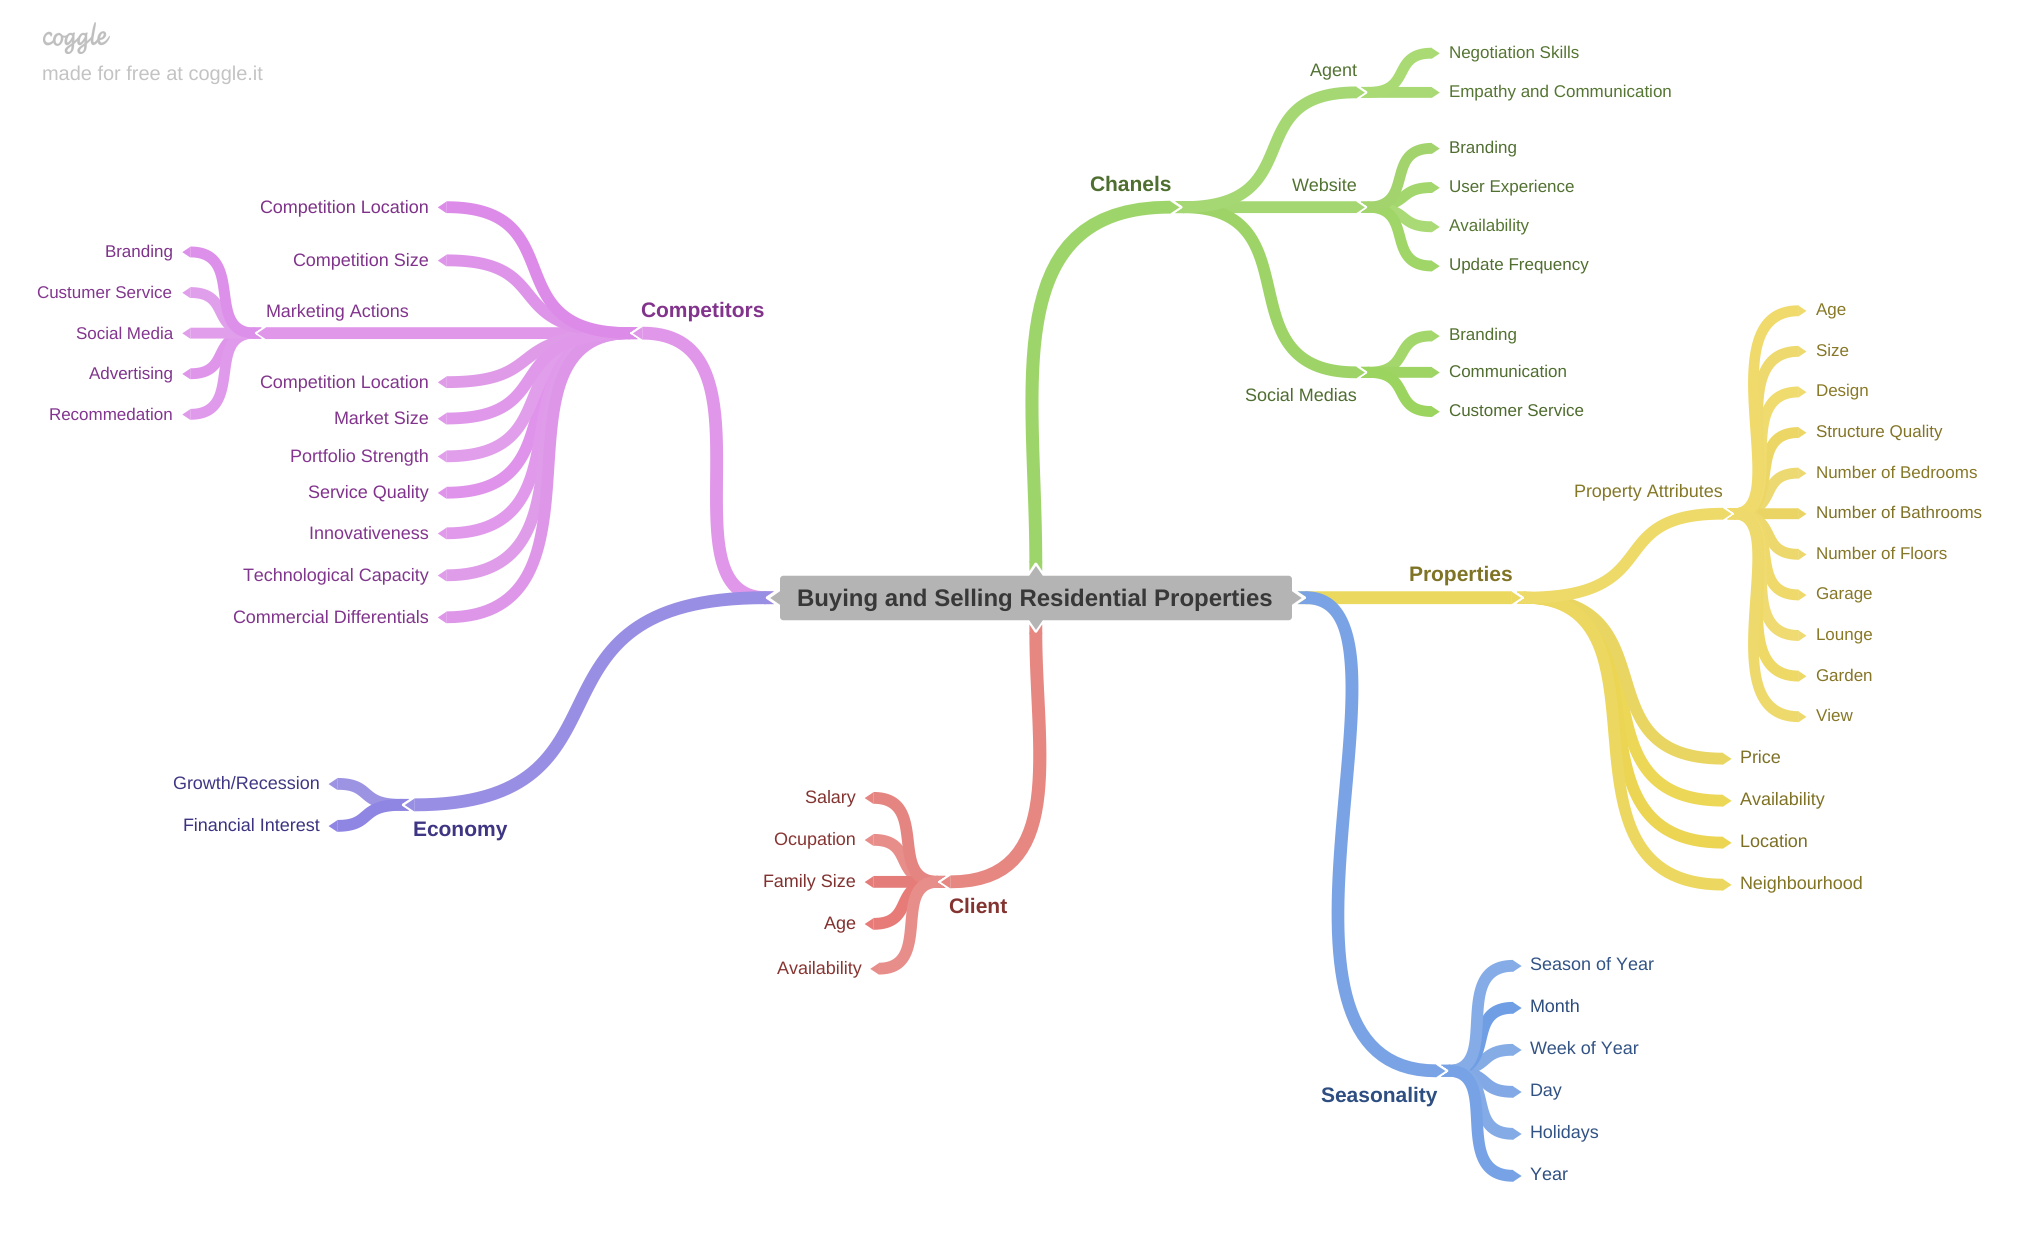 coggle
made for free at coggle.it
Buying and Selling Residential Properties
Chanels
Agent
Negotiation Skills
Empathy and Communication
Website
Branding
User Experience
Availability
Update Frequency
Social Medias
Branding
Communication
Customer Service
Properties
Property Attributes
Age
Size
Design
Structure Quality
Number of Bedrooms
Number of Bathrooms
Number of Floors
Garage
Lounge
Garden
View
Price
Availability
Location
Neighbourhood
Seasonality
Season of Year
Month
Week of Year
Day
Holidays
Year
Competitors
Competition Location
Competition Size
Marketing Actions
Branding
Custumer Service
Social Media
Advertising
Recommedation
Competition Location
Market Size
Portfolio Strength
Service Quality
Innovativeness
Technological Capacity
Commercial Differentials
Economy
Growth/Recession
Financial Interest
Client
Salary
Ocupation
Family Size
Age
Availability